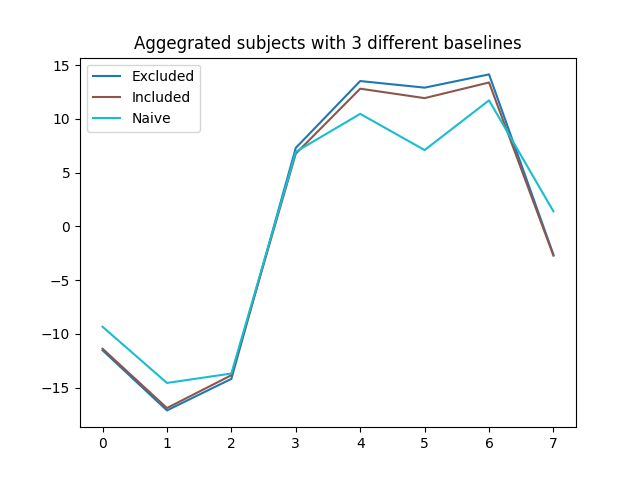 Aggegrated subjects with 3 different baselines
Excluded
Included
Naive
15
10
5
0
−5
−10
−15
0 1 2 3 4 5 6 7